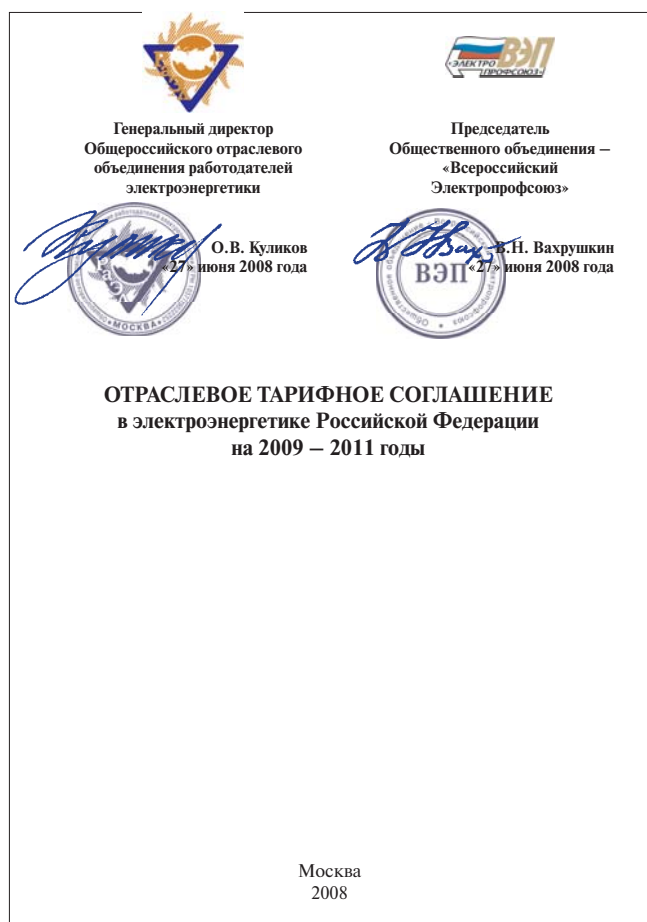 «ЭЛЕКТРО
ВЭП
ПРОФСОЮЗ»
Генеральный директор
Общероссийского отраслевого
объединения работодателей
электроэнергетики
О.В. Куликов
«27» июня 2008 года
МОСКВА
Председатель
Общественного объединения –
«Всероссийский
Электропрофсоюз»
В.Н. Вахрушкин
«27» июня 2008 года
ВЭП
Общественное объединение
ОТРАСЛЕВОЕ ТАРИФНОЕ СОГЛАШЕНИЕ
в электроэнергетике Российской Федерации
на 2009 – 2011 годы
Москва
2008